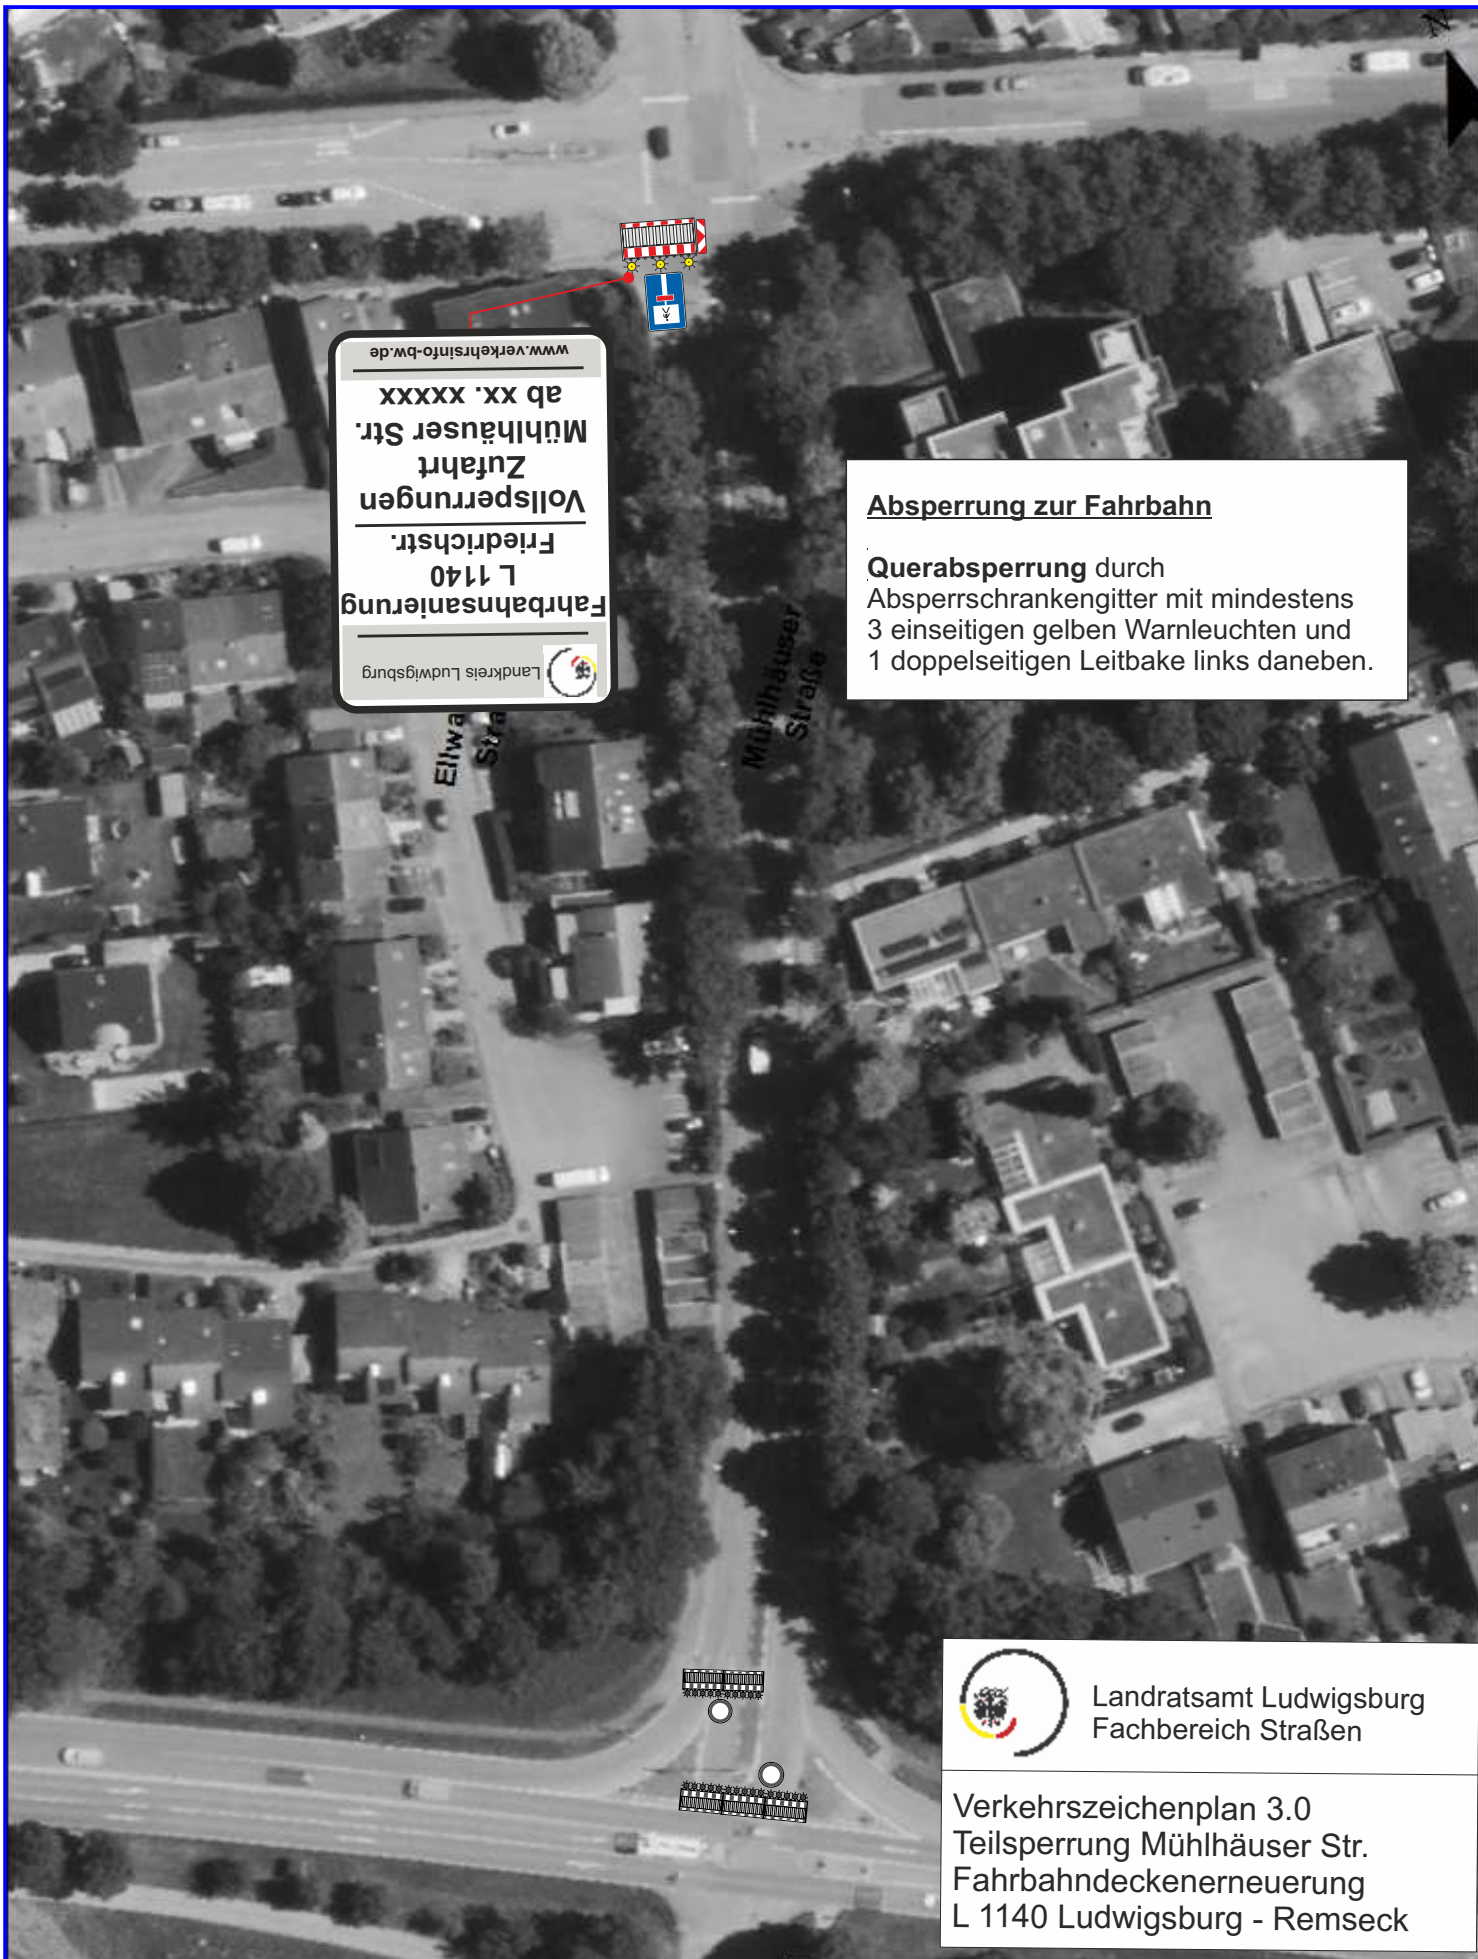 N
Landkreis Ludwigsburg
Fahrbahnsanierung
L 1140
Friedrichstr.
Vollsperrungen
Zufahrt
Mühlhäuser Str.
ab xx. xxxxx
www.verkehrsinfo-bw.de
Absperrung zur Fahrbahn
Querabsperrung durch
Absperrschrankengitter mit mindestens
3 einseitigen gelben Warnleuchten und
1 doppelseitigen Leitbake links daneben.
Ellwa
Stra
Mühlhäuser
Straße
Landratsamt Ludwigsburg
Fachbereich Straßen
Verkehrszeichenplan 3.0
Teilsperrung Mühlhäuser Str.
Fahrbahndeckenerneuerung
L 1140 Ludwigsburg - Remseck